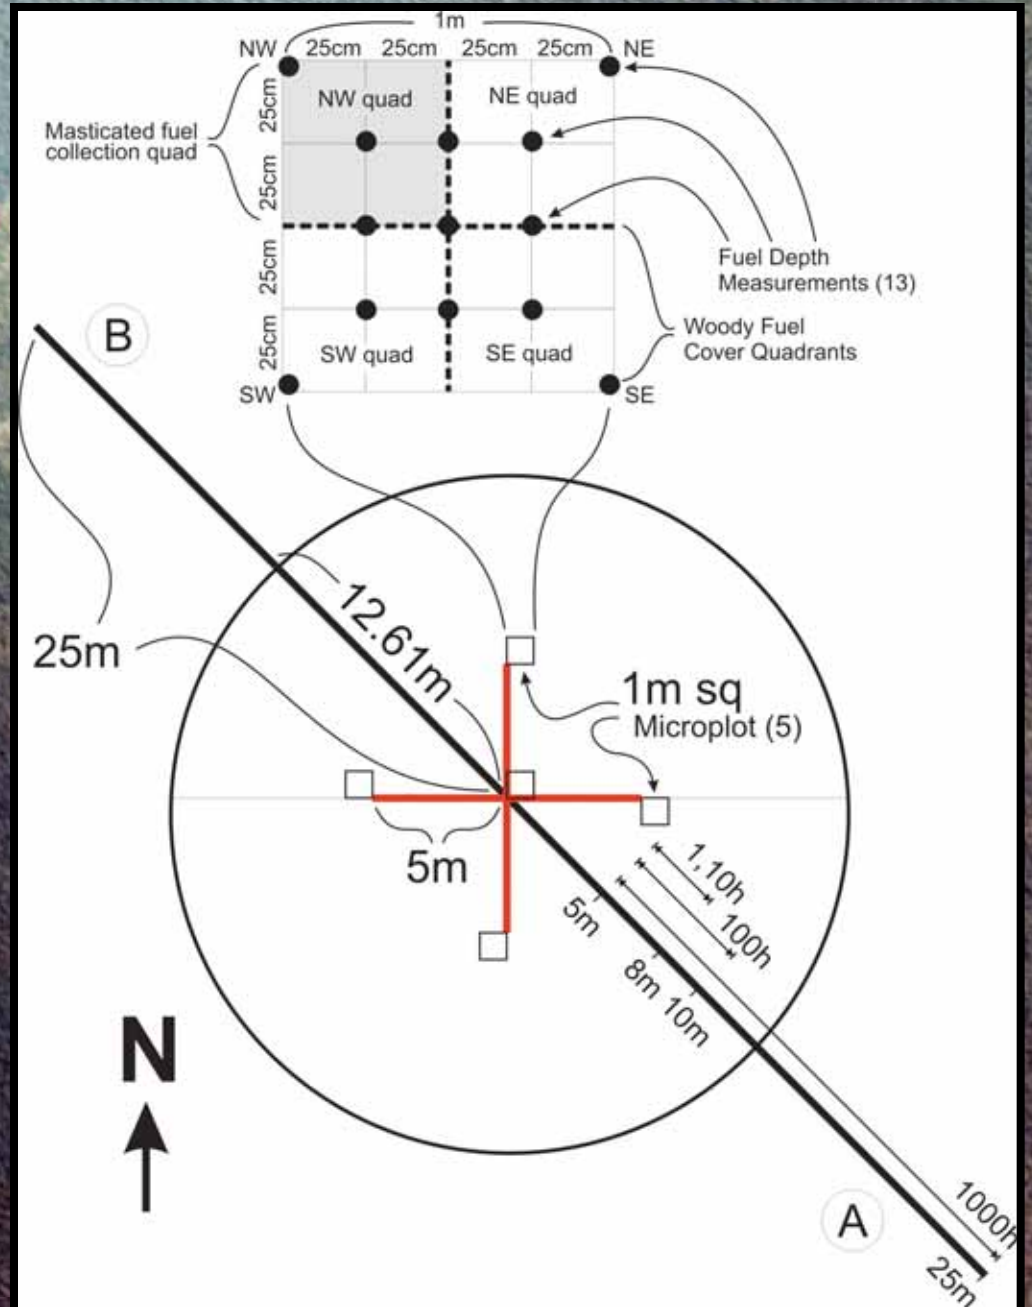 1m
NW 25cm 25cm 25cm 25cm NE
25cm
NW quad
NE quad
Masticated fuel
collection quad
25cm
25cm
Fuel Depth
Measurements (13)
Woody Fuel
Cover Quadrants
25cm
SW quad
SE quad
SW
SE
B
12.61m
25m
1m sq
Microplot (5)
5m
1,10h
100h
5m
8m 10m
N
A
1000h
25m